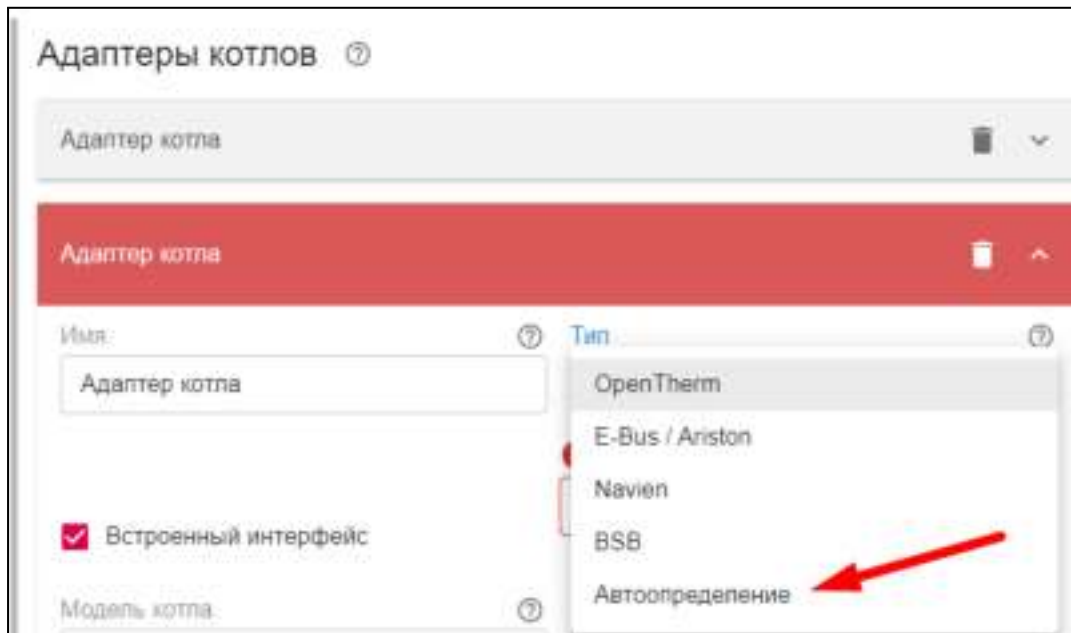 Адаптеры котлов
Адаптер котла
Адаптер котла
Имя
Тип
Адаптер котла
OpenTherm
E-Bus / Ariston
Navien
BSB
Встроенный интерфейс
Автоопределение
Модель котла